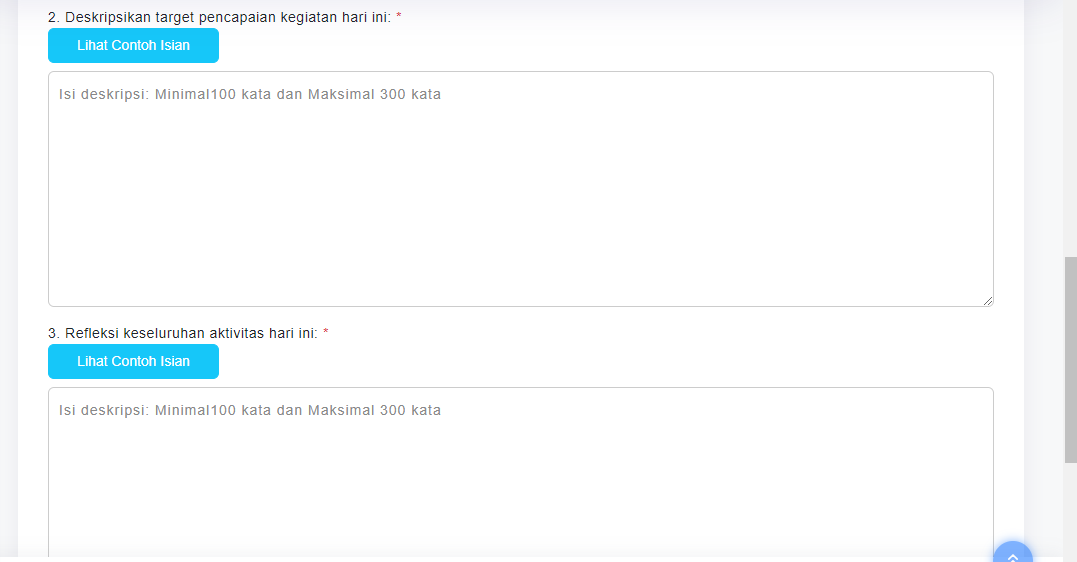 2. Deskripsikan target pencapaian kegiatan hari ini: *
Lihat Contoh Isian
Isi deskripsi: Minimal100 kata dan Maksimal 300 kata
3. Refleksi keseluruhan aktivitas hari ini: *
Lihat Contoh Isian
Isi deskripsi: Minimal100 kata dan Maksimal 300 kata